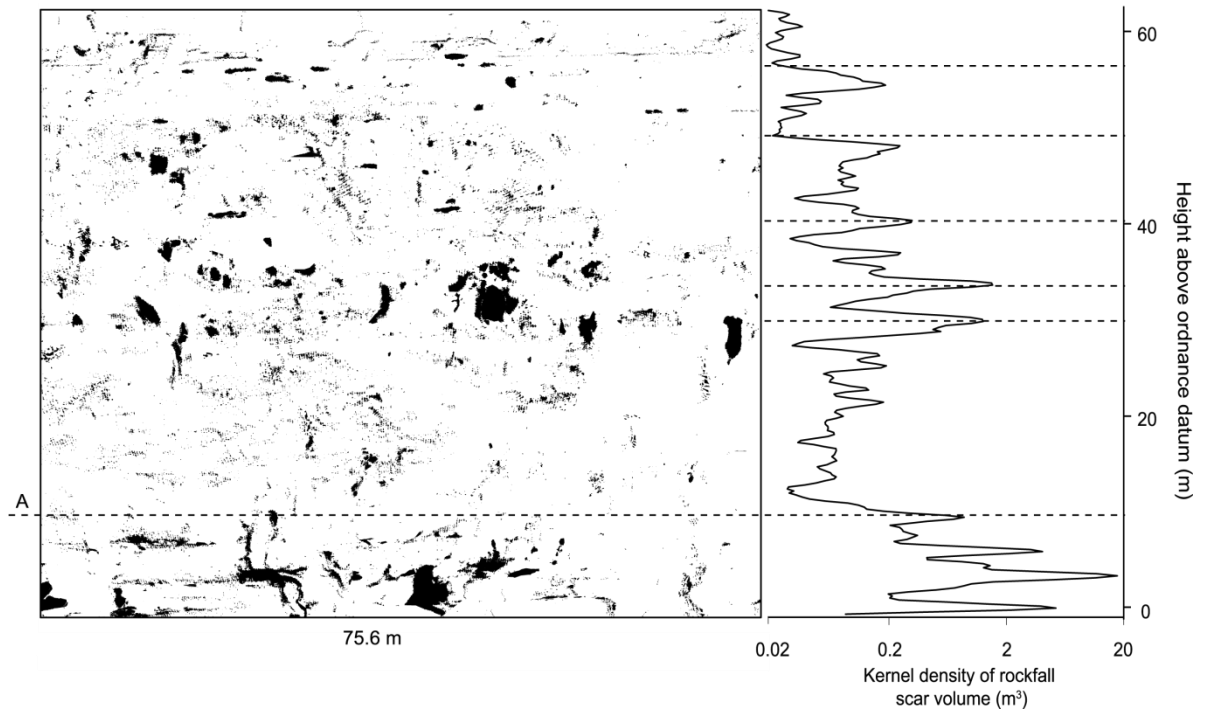 A
75.6 m
60
40
20
0
Height above ordnance datum (m)
0.02 0.2 2 20
Kernel density of rockfall
scar volume (m³)